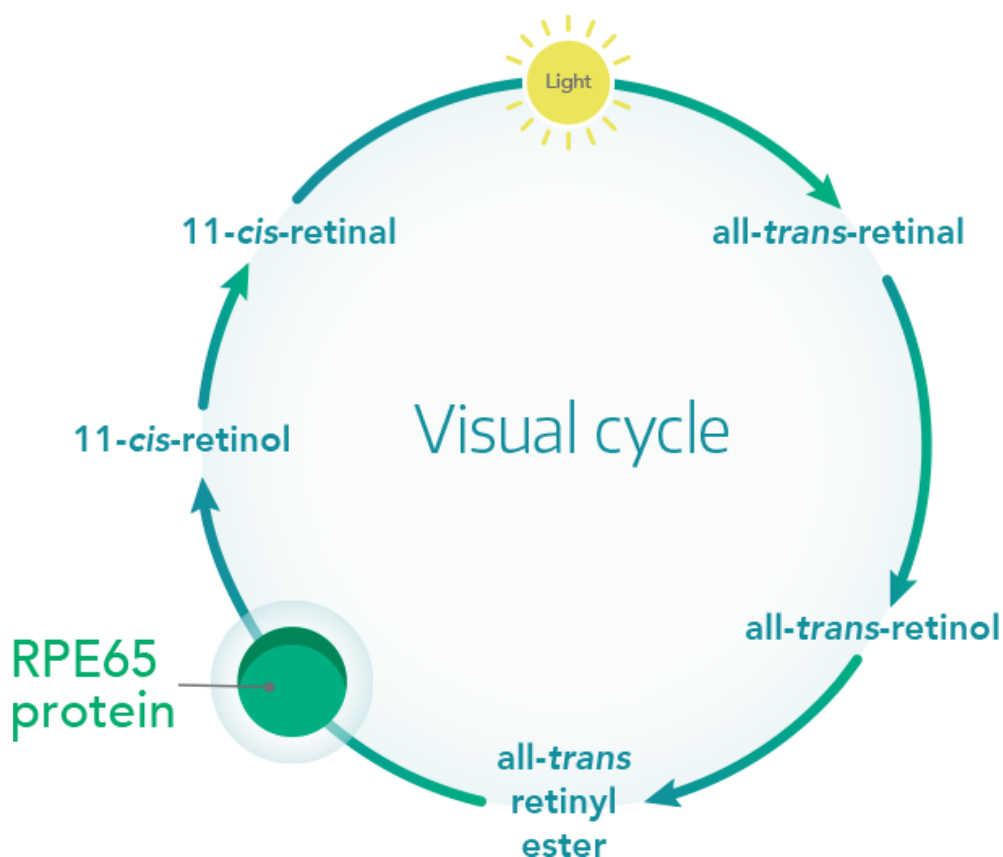 Light
11-cis-retinal
all-trans-retinal
Visual cycle
11-cis-retinol
all-trans-retinol
RPE65
protein
all-trans
retinyl
ester